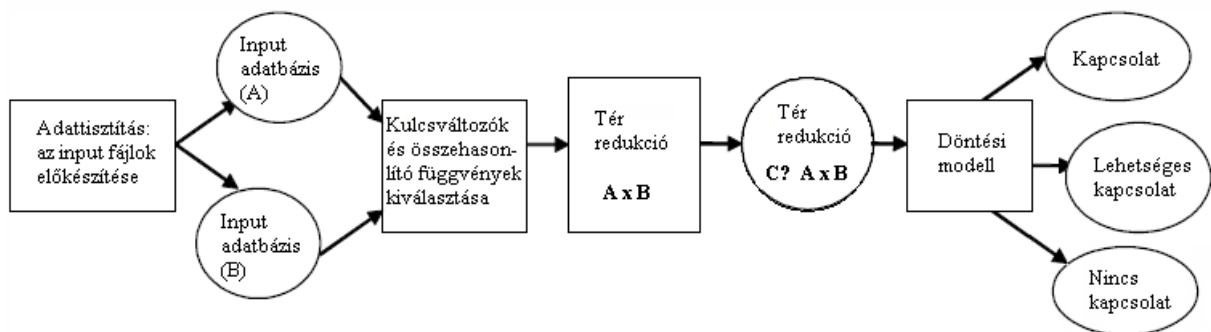 Adattisztítás:
az input fájlok
előkészítése
Input
adatbázis
(A)
Input
adatbázis
(B)
Kulcsváltozók
és összehason-
lító függvények
kiválasztása
Tér
redukció
A x B
Tér
redukció
C? A x B
Döntési
modell
Kapcsolat
Lehetséges
kapcsolat
Nincs
kapcsolat